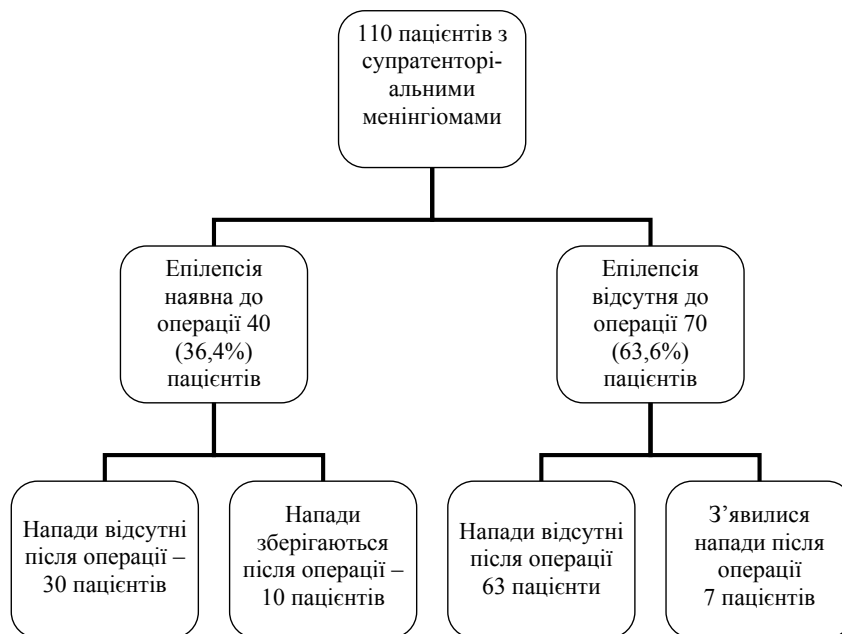 110 пацієнтів з
супратенторі-
альними
менінгіомами
Епілепсія
наявна до
операції 40
(36,4%)
пацієнтів
Епілепсія
відсутня до
операції 70
(63,6%)
пацієнтів
Напади відсутні
після операції –
30 пацієнтів
Напади
зберігаються
після операції –
10 пацієнтів
Напади відсутні
після операції
63 пацієнти
З’явилися
напади після
операції
7 пацієнтів